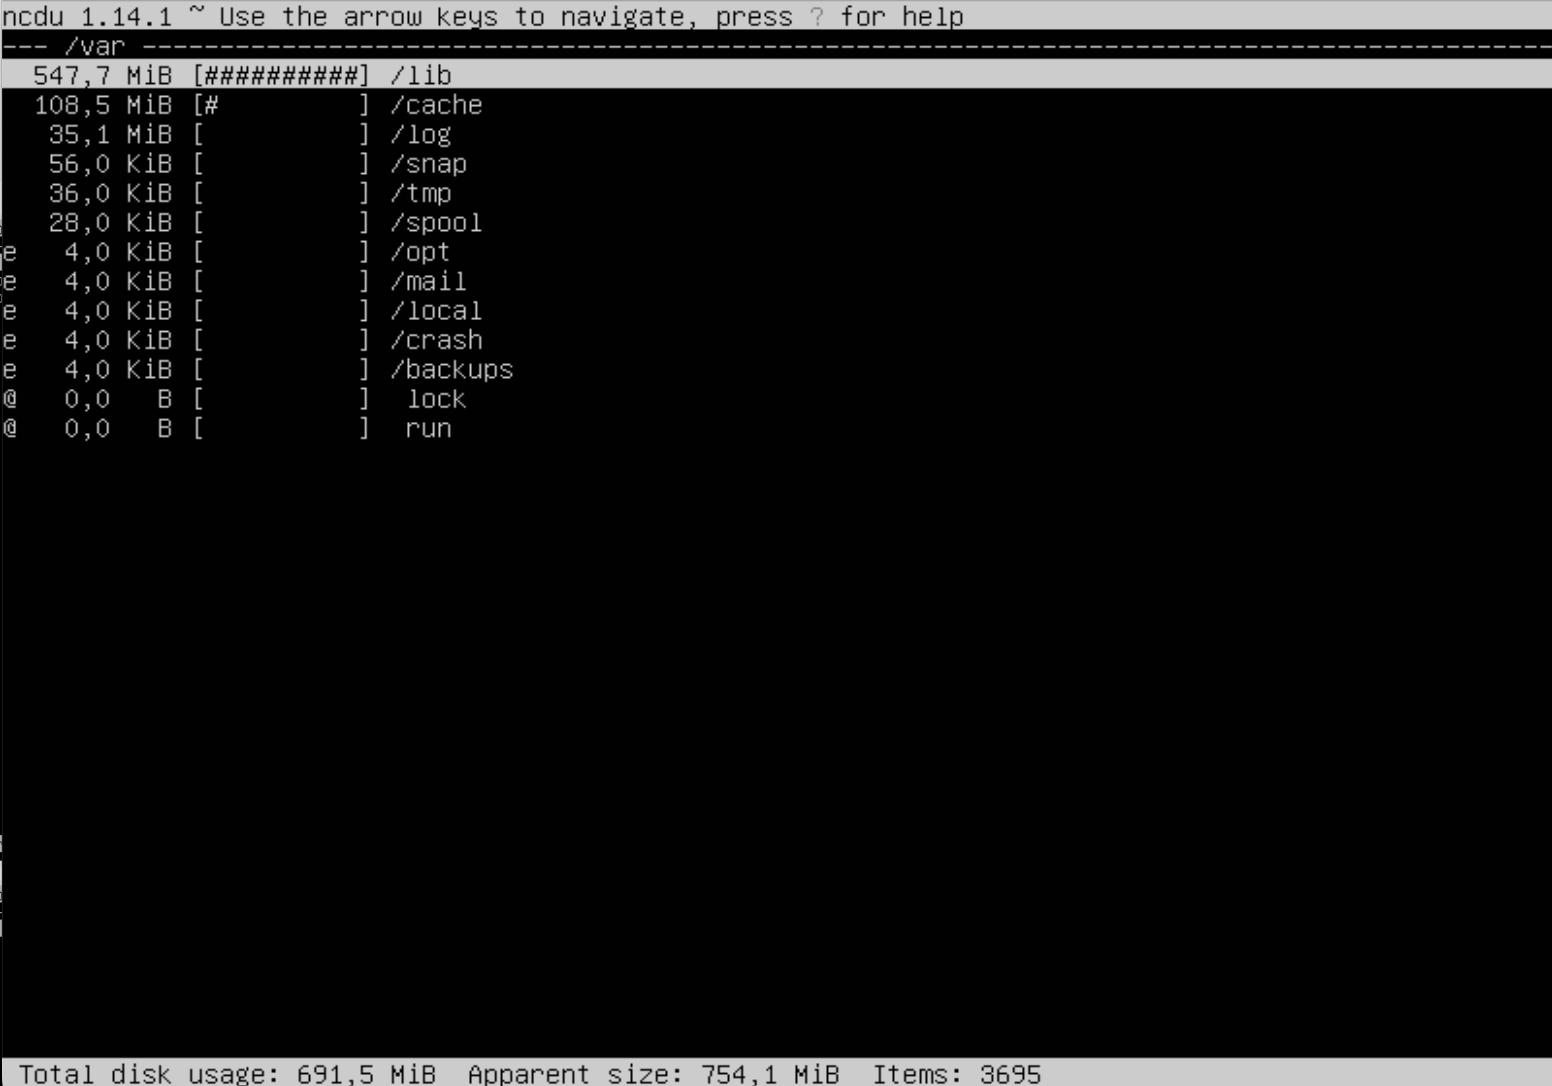 ncdu 1.14.1 ~ Use the arrow keys to navigate, press ? for help
--- /var -------------------------------------------------------------------------------------------
  547,7 MiB [##########] /lib
  108,5 MiB [#         ] /cache
   35,1 MiB [          ] /log
   56,0 KiB [          ] /snap
   36,0 KiB [          ] /tmp
   28,0 KiB [          ] /spool
e   4,0 KiB [          ] /opt
e   4,0 KiB [          ] /mail
e   4,0 KiB [          ] /local
e   4,0 KiB [          ] /crash
e   4,0 KiB [          ] /backups
@   0,0   B [          ]  lock
@   0,0   B [          ]  run
Total disk usage: 691,5 MiB  Apparent size: 754,1 MiB  Items: 3695